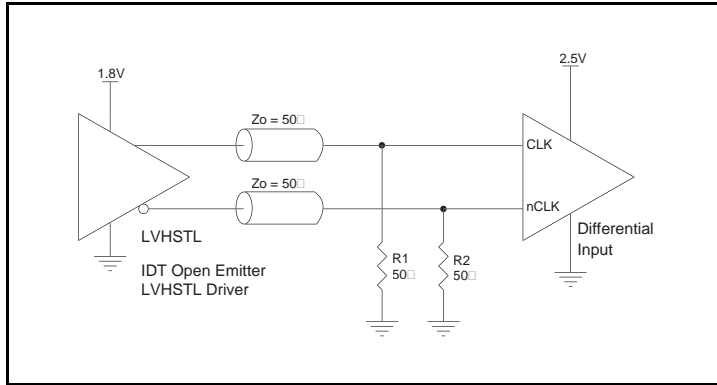 1.8V
2.5V
Zo = 50□
CLK
Zo = 50□
nCLK
LVHSTL
Differential
Input
IDT Open Emitter
LVHSTL Driver
R1
50□
R2
50□